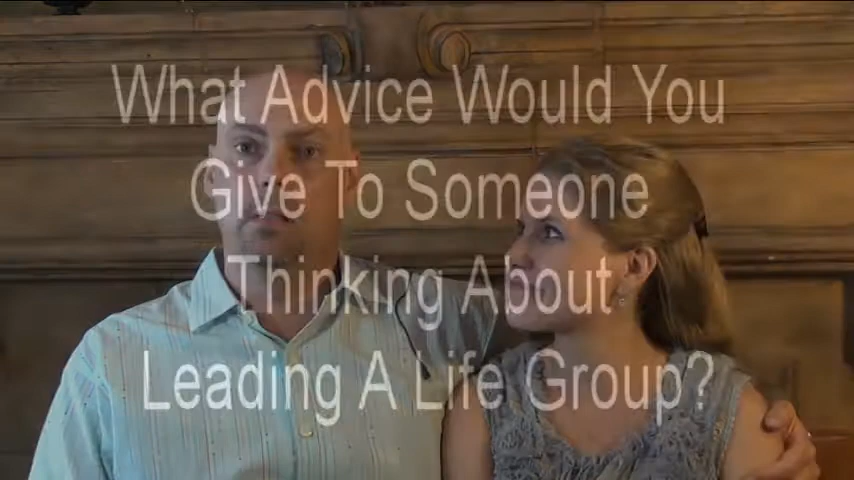 What Advice Would You
Give To Someone
Thinking About
Leading A Life Group?